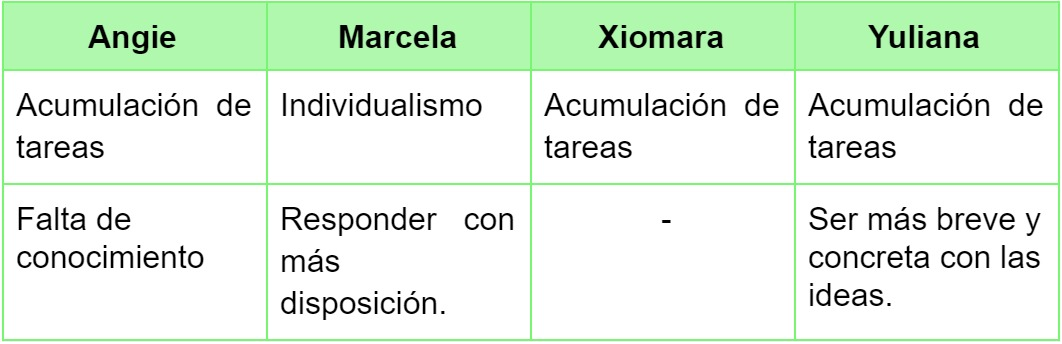 Angie Marcela Xiomara Yuliana
Acumulación de tareas
Individualismo
Acumulación de tareas
Acumulación de tareas
Falta de
conocimiento
Responder con
más
disposición.
-
Ser más breve y
concreta con las
ideas.